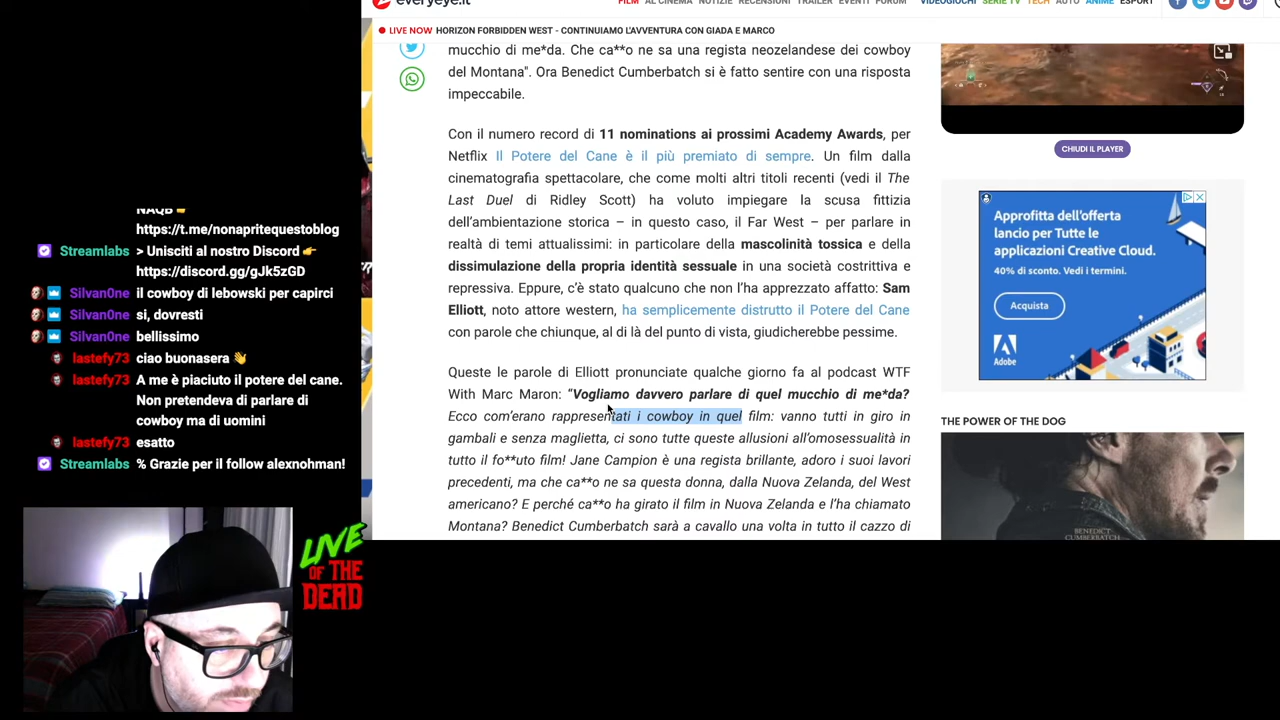 everyeye.it
FILM AL CINEMA NOTIZIE RECENSIONI TRAILER EVENTI FORUM VIDEOGIOCHI SERIE TV TECH AUTO ANIME ESPORT
LIVE NOW HORIZON FORBIDDEN WEST - CONTINUIAMO L'AVVENTURA CON GIADA E MARCO
mucchio di me*da. Che ca**o ne sa una regista neozelandese dei cowboy
del Montana". Ora Benedict Cumberbatch si è fatto sentire con una risposta
impeccabile.
Con il numero record di 11 nominations ai prossimi Academy Awards, per
Netflix Il Potere del Cane è il più premiato di sempre. Un film dalla
cinematografia spettacolare, che come molti altri titoli recenti (vedi il The
Last Duel di Ridley Scott) ha voluto impiegare la scusa fittizia
dell'ambientazione storica – in questo caso, il Far West – per parlare in
realtà di temi attualissimi: in particolare della mascolinità tossica e della
dissimulazione della propria identità sessuale in una società costrittiva e
repressiva. Eppure, c'è stato qualcuno che non l'ha apprezzato affatto: Sam
Elliott, noto attore western, ha semplicemente distrutto il Potere del Cane
con parole che chiunque, al di là del punto di vista, giudicherebbe pessime.
Queste le parole di Elliott pronunciate qualche giorno fa al podcast WTF
With Marc Maron: "Vogliamo davvero parlare di quel mucchio di me*da?
Ecco com'erano rappresentati i cowboy in quel film: vanno tutti in giro in
gambali e senza maglietta, ci sono tutte queste allusioni all'omosessualità in
tutto il fo**uto film! Jane Campion è una regista brillante, adoro i suoi lavori
precedenti, ma che ca**o ne sa questa donna, dalla Nuova Zelanda, del West
americano? E perché ca**o ha girato il film in Nuova Zelanda e l'ha chiamato
Montana? Benedict Cumberbatch sarà a cavallo una volta in tutto il cazzo di
CHIUDI IL PLAYER
Approfitta dell'offerta
lancio per Tutte le
applicazioni Creative Cloud.
40% di sconto. Vedi i termini.
Acquista
Adobe
THE POWER OF THE DOG
BENEDICT
CUMBERBATCH
NAQB
https://t.me/nonapritequestoblog
Streamlabs > Unisciti al nostro Discord
https://discord.gg/gJk5zGD
Silvan0ne il cowboy di lebowski per capirci
Silvan0ne si, dovresti
Silvan0ne bellissimo
lastefy73 ciao buonasera
lastefy73 A me è piaciuto il potere del cane.
Non pretendeva di parlare di
cowboy ma di uomini
lastefy73 esatto
Streamlabs % Grazie per il follow alexnohman!
LIVE
OF THE
DEAD